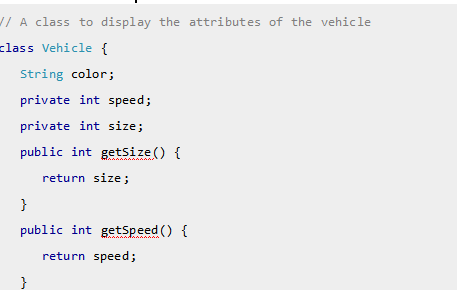 // A class to display the attributes of the vehicle
class Vehicle {
String color;
private int speed;
private int size;
public int getSize() {
return size;
}
public int getSpeed() {
return speed;
}